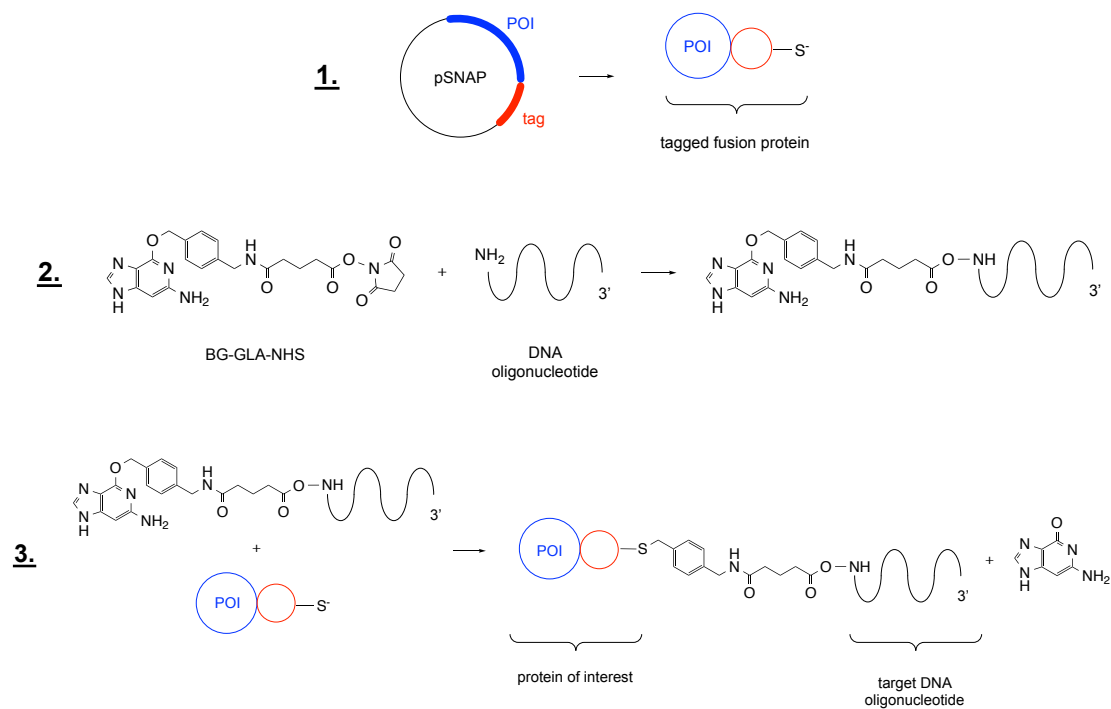 1.
pSNAP
POI
tag
POI
S-
tagged fusion protein
2.
N
N
H
O
N
NH2
H
N
O
O
O
N
O
O
BG-GLA-NHS
+
NH2
3’
DNA
oligonucleotide
N
N
H
O
N
NH2
H
N
O
O
O
NH
3’
3.
N
N
H
O
N
NH2
H
N
O
O
O
NH
3’
+
POI
S-
POI
S
H
N
O
O
O
NH
3’
+
O
N
N
H
N
NH2
protein of interest
target DNA
oligonucleotide